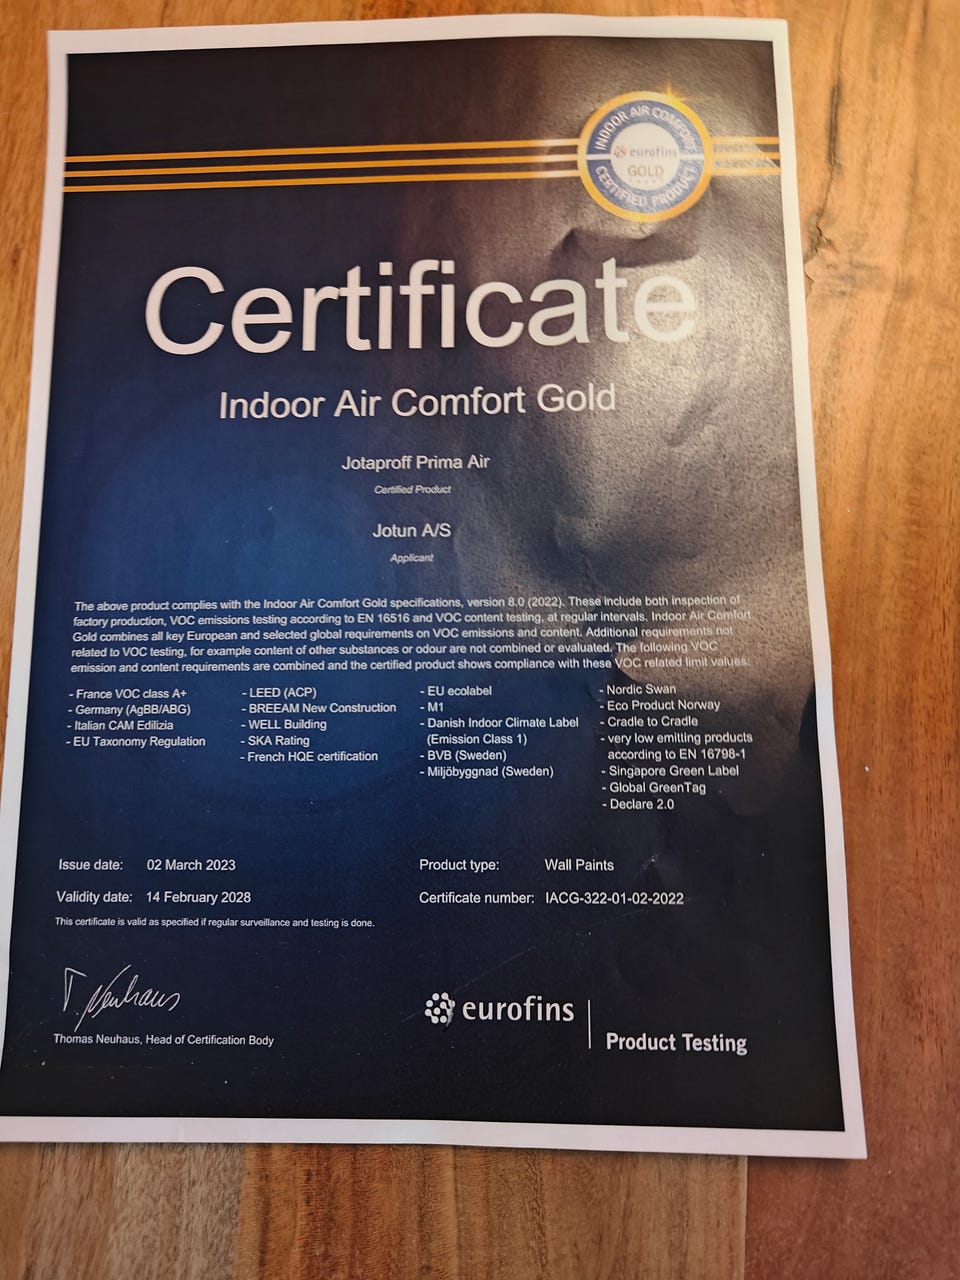 INDOOR AIR COMFORT
eurofins
GOLD
CERTIFIED PRODUCT
Certificate
Indoor Air Comfort Gold
Jotaproff Prima Air
Certified Product
Jotun A/S
Applicant
The above product complies with the Indoor Air Comfort Gold specifications, version 8.0 (2022). These include both inspection of
factory production, VOC emissions testing according to EN 16516 and VOC content testing, at regular intervals. Indoor Air Comfort
Gold combines all key European and selected global requirements on VOC emissions and content. Additional requirements not
related to VOC testing, for example content of other substances or odour are not combined or evaluated. The following VOC
emission and content requirements are combined and the certified product shows compliance with these VOC related limit values:
- France VOC class A+
- Germany (AgBB/ABG)
- Italian CAM Edilizia
- EU Taxonomy Regulation
- LEED (ACP)
- BREEAM New Construction
- WELL Building
- SKA Rating
- French HQE certification
- EU ecolabel
- M1
- Danish Indoor Climate Label
(Emission Class 1)
- BVB (Sweden)
- Miljöbyggnad (Sweden)
- Nordic Swan
- Eco Product Norway
- Cradle to Cradle
- very low emitting products
according to EN 16798-1
- Singapore Green Label
- Global GreenTag
- Declare 2.0
Issue date: 02 March 2023
Validity date: 14 February 2028
This certificate is valid as specified if regular surveillance and testing is done.
Product type: Wall Paints
Certificate number: IACG-322-01-02-2022
T. Neuhaus
Thomas Neuhaus, Head of Certification Body
eurofins
Product Testing